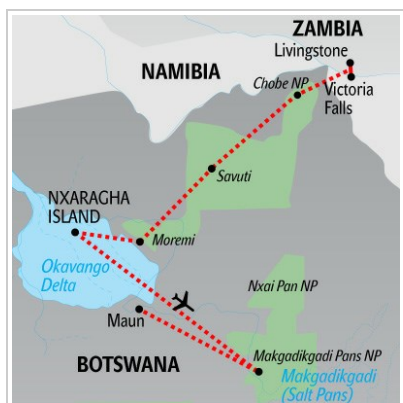 ZAMBIA
Livingstone
NAMIBIA
Chobe NP
Victoria
Falls
Savuti
NXARAGHA
ISLAND
Moremi
Okavango
Delta
Nxai Pan NP
Maun
BOTSWANA
Makgadikgadi Pans NP
Makgadikgadi
(Salt Pans)